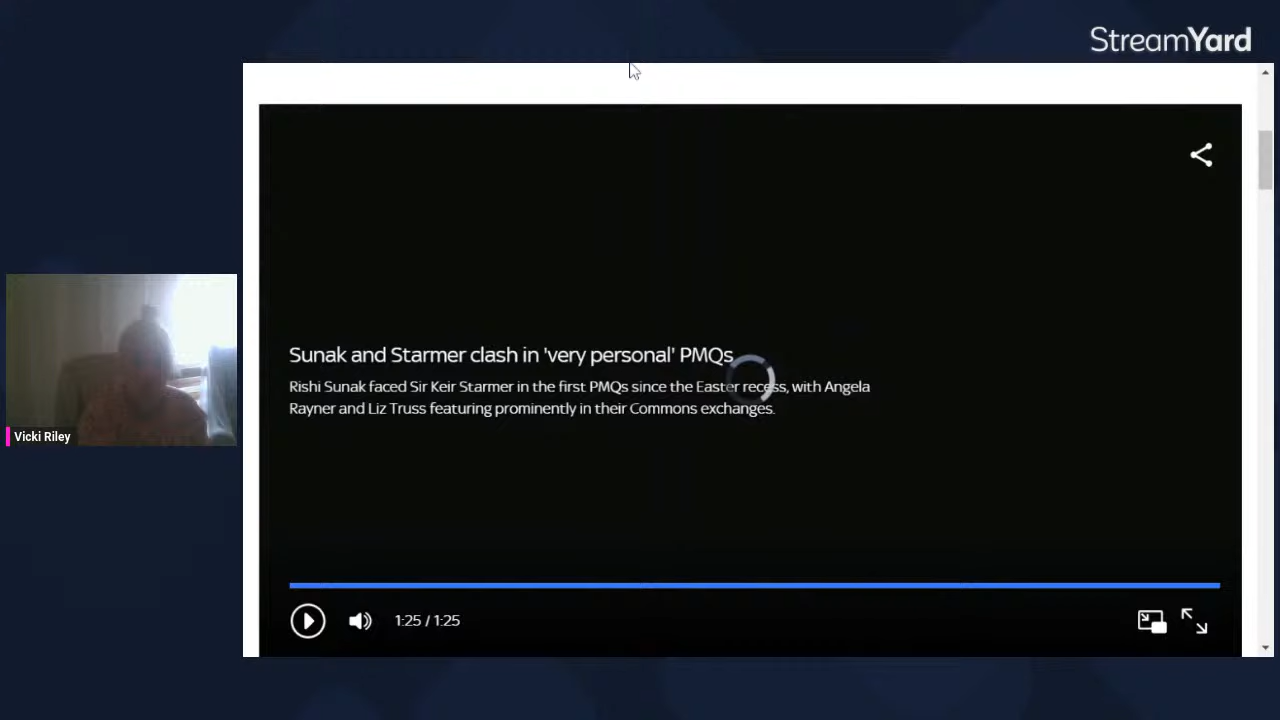 StreamYard
Sunak and Starmer clash in 'very personal' PMQs
Rishi Sunak faced Sir Keir Starmer in the first PMQs since the Easter recess, with Angela
Rayner and Liz Truss featuring prominently in their Commons exchanges.
Vicki Riley
1:25 / 1:25